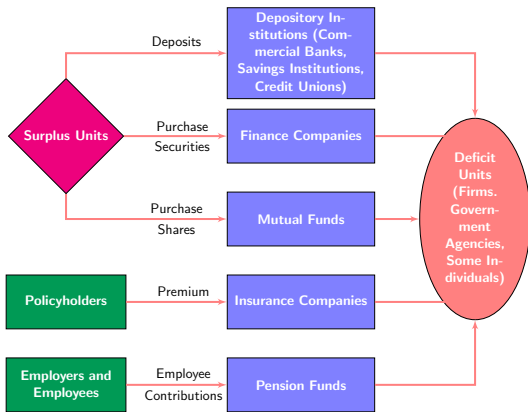 Deposits
Depository In-
stitutions (Com-
mercial Banks,
Savings Institutions,
Credit Unions)
Surplus Units
Purchase
Securities
Finance Companies
Purchase
Shares
Mutual Funds
Deficit
Units
(Firms.
Govern-
ment
Agencies,
Some In-
dividuals)
Policyholders
Premium
Insurance Companies
Employers and
Employees
Employee
Contributions
Pension Funds